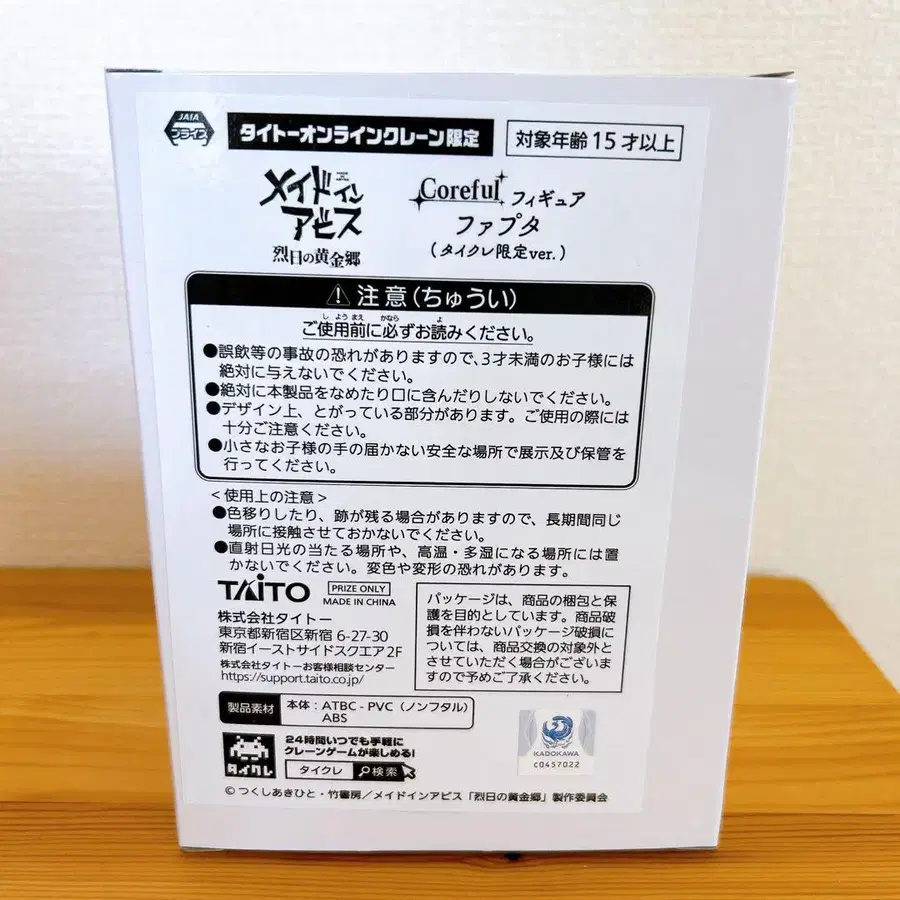 JAIA
プライズ
タイトーオンラインクレーン限定
対象年齢15才以上
メイドイン
アビス
烈日の黄金郷
Coreful フィギュア
ファプタ
(タイクレ限定ver.)
⚠注意(ちゅうい)
しようまえ かなら よ
ご使用前に必ずお読みください。
●誤飲等の事故の恐れがありますので、3才未満のお子様には
絶対に与えないでください。
●絶対に本製品をなめたり口に含んだりしないでください。
●デザイン上、とがっている部分があります。ご使用の際には
十分ご注意ください。
●小さなお子様の手の届かない安全な場所で展示及び保管を
行ってください。
<使用上の注意>
●色移りしたり、跡が残る場合がありますので、長期間同じ
場所に接触させておかないでください。
●直射日光の当たる場所や、高温・多湿になる場所には置
かないでください。変色や変形の恐れがあります。
TAITO
PRIZE ONLY
MADE IN CHINA
株式会社タイトー
東京都新宿区新宿 6-27-30
新宿イーストサイドスクエア2F
株式会社タイトーお客様相談センター
https://support.taito.co.jp/
パッケージは、商品の梱包と保
護を目的としています。商品破
損を伴わないパッケージ破損に
ついては、商品交換の対象外と
させていただく場合がございま
すので予めご了承ください。
製品素材
本体:ATBC-PVC(ノンフタル)
ABS
タイクレ
24時間いつでも手軽に
クレーンゲームが楽しめる!
タイクレ 検索
KADOKAWA
C0457022
©つくしあきひと・竹書房/メイドインアビス「烈日の黄金郷」製作委員会